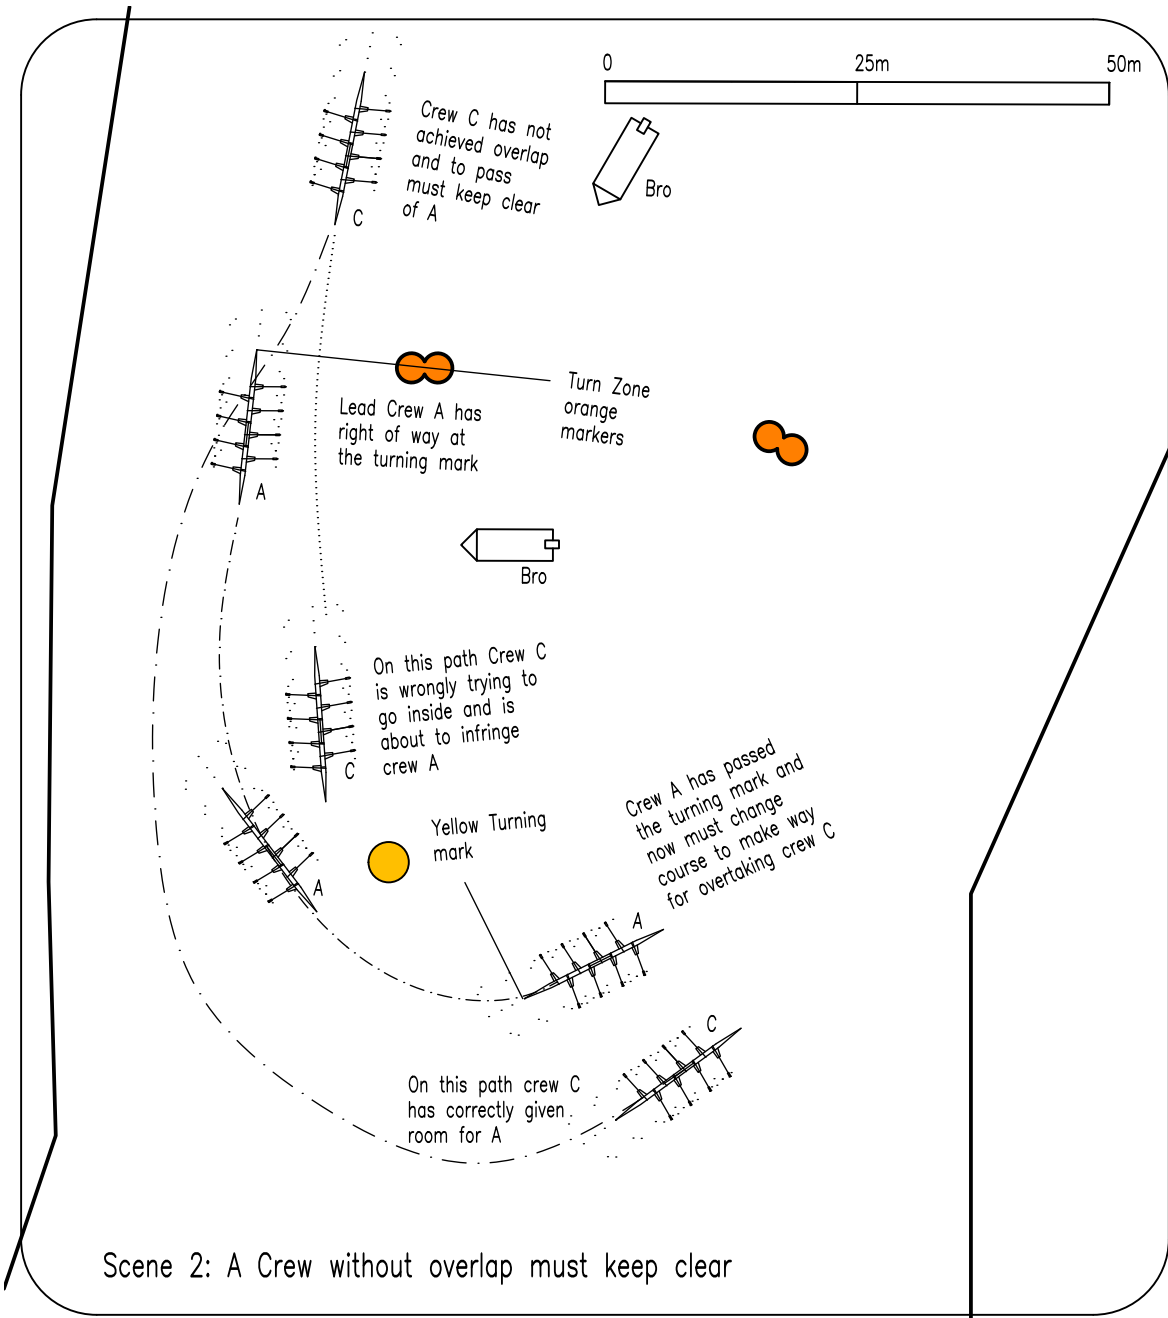 0 25m 50m
Crew C has not
achieved overlap
and to pass
must keep clear
of A
Bro
C
Turn Zone
orange
markers
Lead Crew A has
right of way at
the turning mark
A
Bro
On this path Crew C
is wrongly trying to
go inside and is
about to infringe
crew A
C
Crew A has passed
the turning mark and
now must change
course to make way
for overtaking crew C
Yellow Turning
mark
A
A
C
On this path crew C
has correctly given
room for A
Scene 2: A Crew without overlap must keep clear